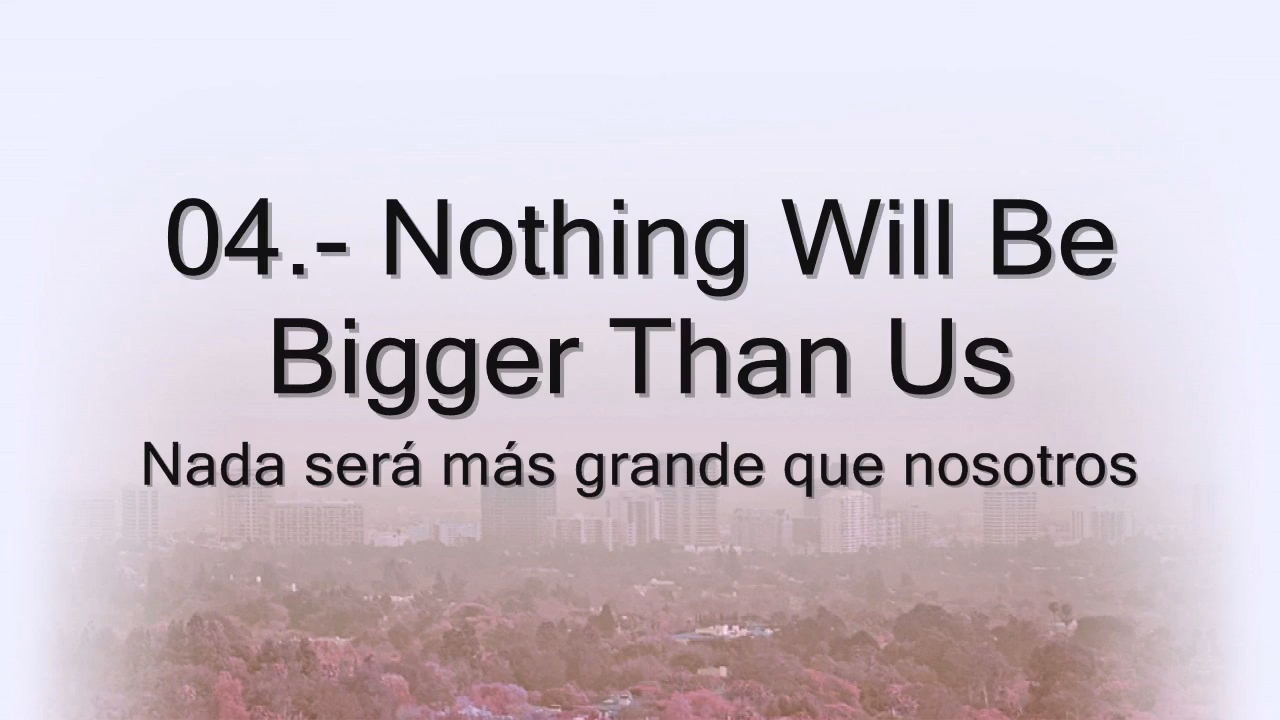 04.- Nothing Will Be
Bigger Than Us
Nada será más grande que nosotros